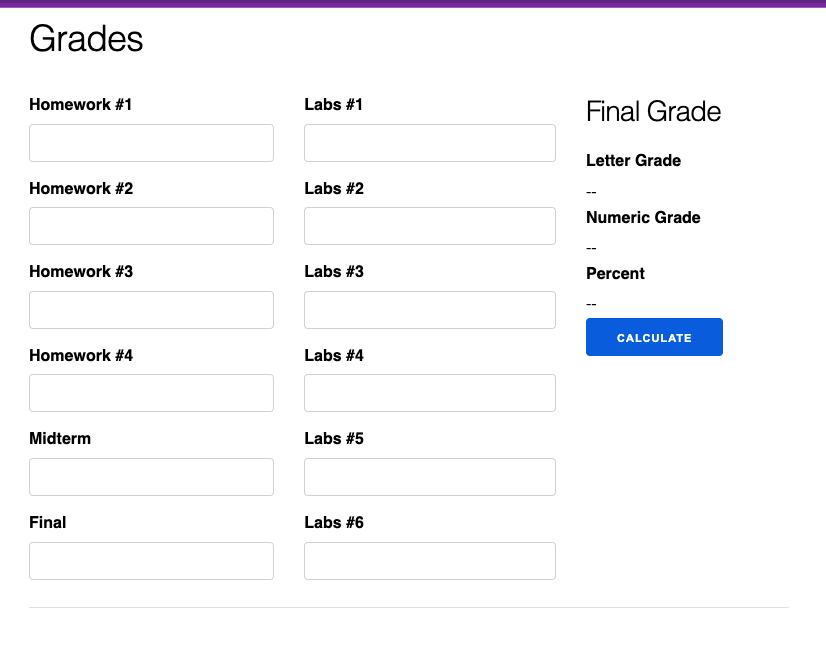 Grades
Homework #1
Labs #1
Homework #2
Labs #2
Homework #3
Labs #3
Homework #4
Labs #4
Midterm
Labs #5
Final
Labs #6
Final Grade
Letter Grade
--
Numeric Grade
--
Percent
--
CALCULATE